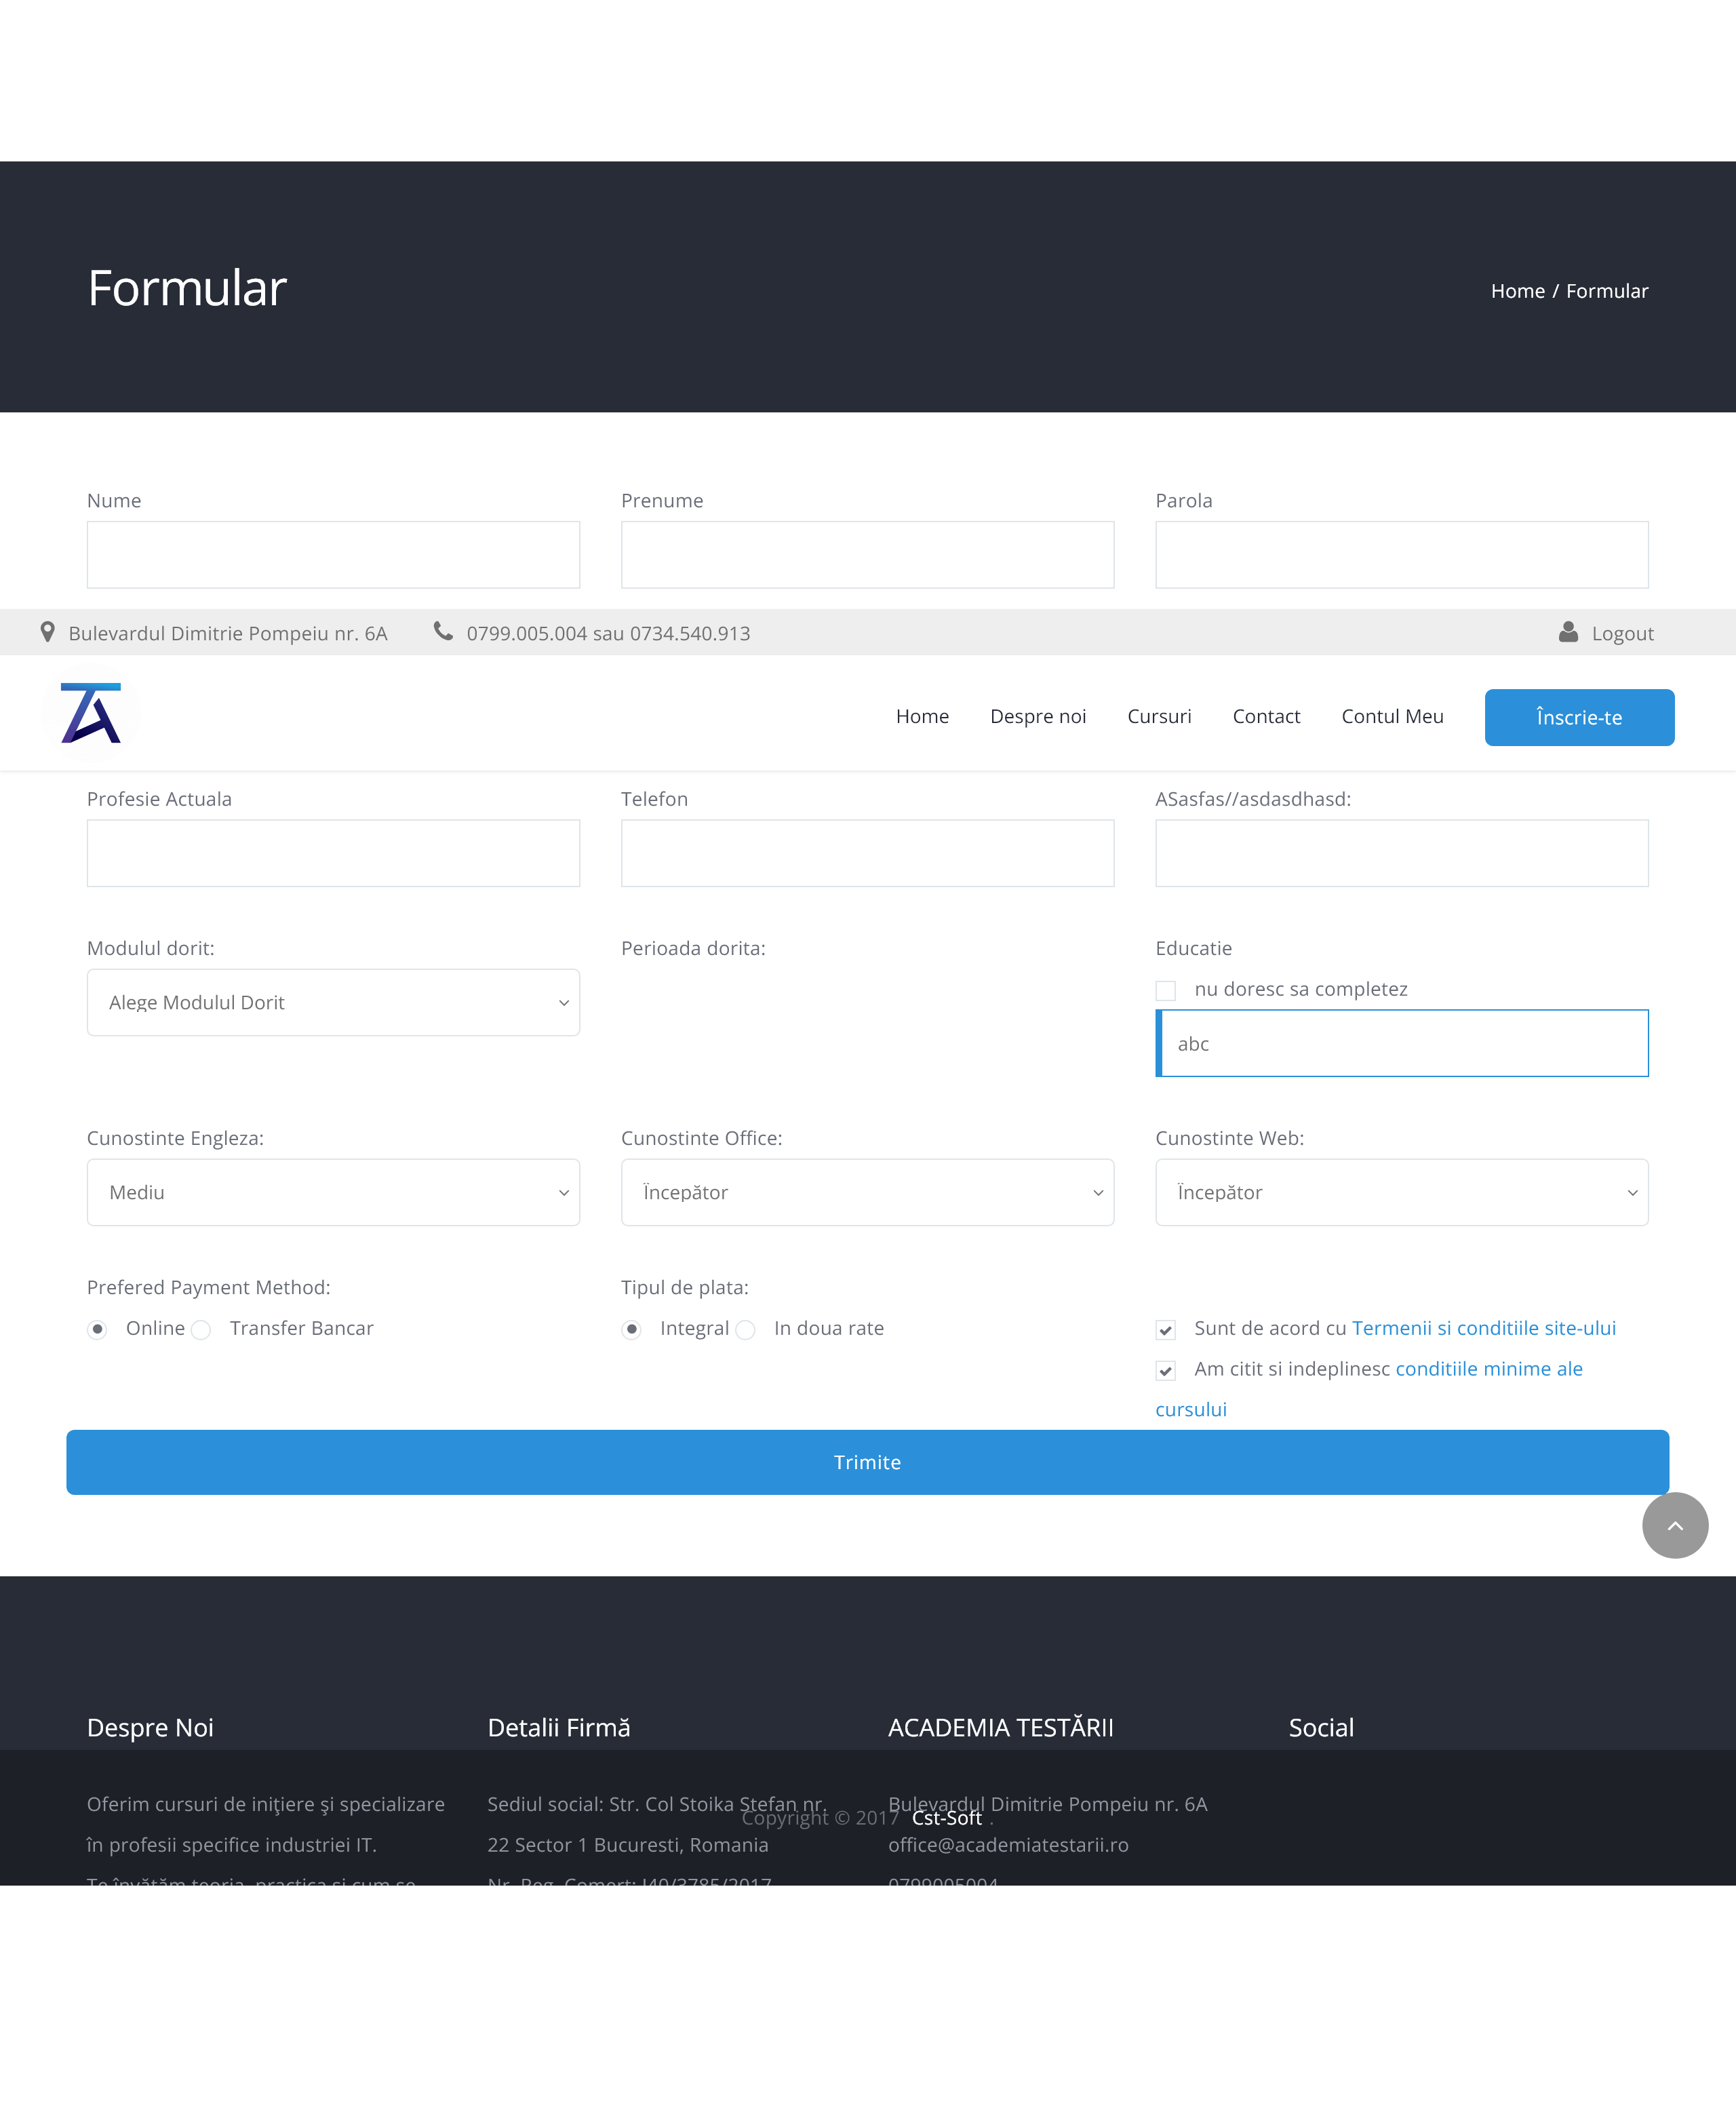 Formular
Home / Formular
Nume Prenume Parola
Bulevardul Dimitrie Pompeiu nr. 6A 0799.005.004 sau 0734.540.913 Logout
TA Home Despre noi Cursuri Contact Contul Meu Înscrie-te
Profesie Actuala Telefon ASasfas//asdasdhasd:
Modulul dorit: Perioada dorita: Educatie
nu doresc sa completez
Alege Modulul Dorit
abc
Cunostinte Engleza: Cunostinte Office: Cunostinte Web:
Mediu Începător Începător
Prefered Payment Method: Tipul de plata:
Online Transfer Bancar Integral In doua rate Sunt de acord cu Termenii si conditiile site-ului
Am citit si indeplinesc conditiile minime ale
cursului
Trimite
Despre Noi Detalii Firmă ACADEMIA TESTĂRII Social
Oferim cursuri de iniţiere şi specializare Sediul social: Str. Col Stoika Stefan nr. Bulevardul Dimitrie Pompeiu nr. 6A
Copyright © 2017 Cst-Soft .
în profesii specifice industriei IT. 22 Sector 1 Bucuresti, Romania office@academiatestarii.ro
Te învăţăm teoria, practica şi cum se Nr. Reg. Comert: J40/3785/2017 0799005004